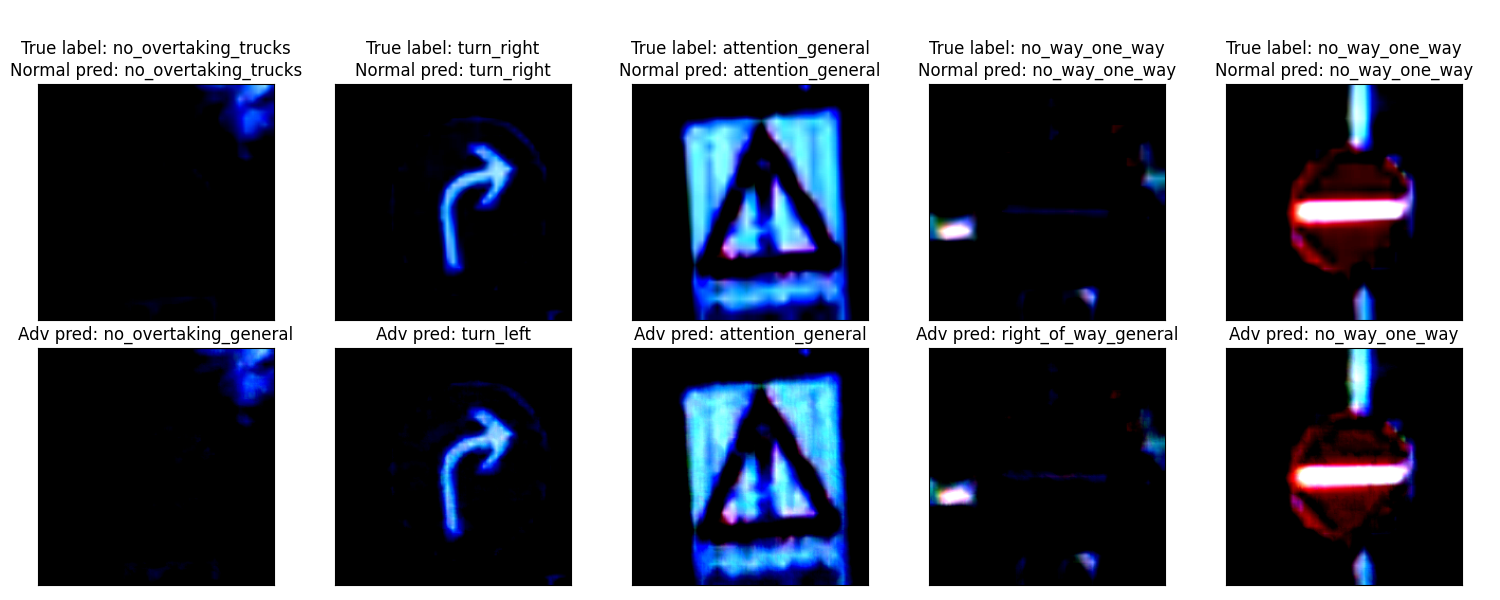 True label: no_overtaking_trucks
Normal pred: no_overtaking_trucks
True label: turn_right
Normal pred: turn_right
True label: attention_general
Normal pred: attention_general
True label: no_way_one_way
Normal pred: no_way_one_way
True label: no_way_one_way
Normal pred: no_way_one_way
Adv pred: no_overtaking_general
Adv pred: turn_left
Adv pred: attention_general
Adv pred: right_of_way_general
Adv pred: no_way_one_way